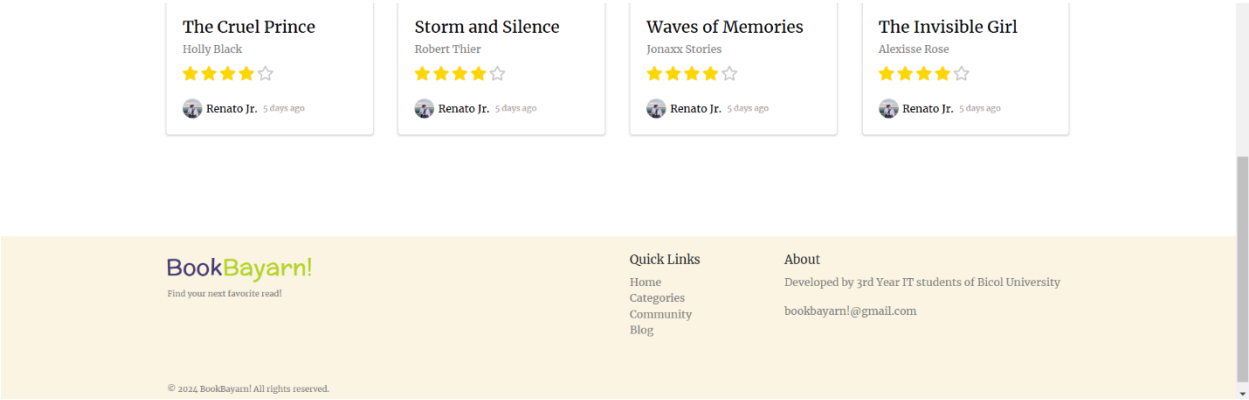 The Cruel Prince
Holly Black
Renato Jr. 5 days ago
Storm and Silence
Robert Thier
Renato Jr. 5 days ago
Waves of Memories
Jonaxx Stories
Renato Jr. 5 days ago
The Invisible Girl
Alexisse Rose
Renato Jr. 5 days ago
BookBayarn!
Find your next favorite read!
Quick Links
Home
Categories
Community
Blog
About
Developed by 3rd Year IT students of Bicol University
bookbayarn!@gmail.com
© 2024 BookBayarn! All rights reserved.